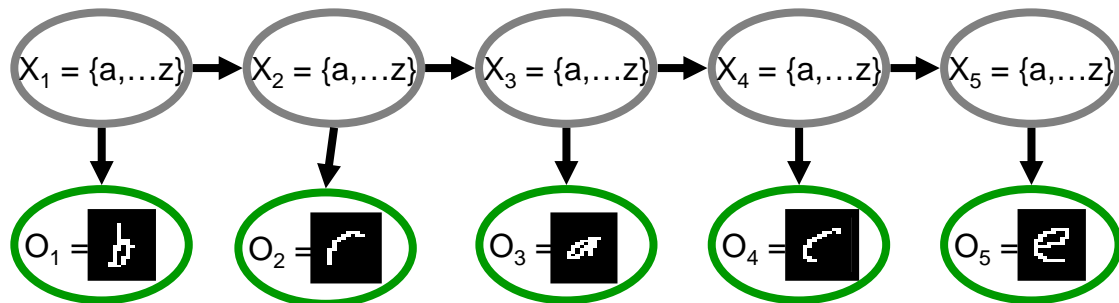 X₁ = {a,…z} X₂ = {a,…z} X₃ = {a,…z} X₄ = {a,…z} X₅ = {a,…z}
O₁ = b O₂ = r O₃ = a O₄ = c O₅ = e